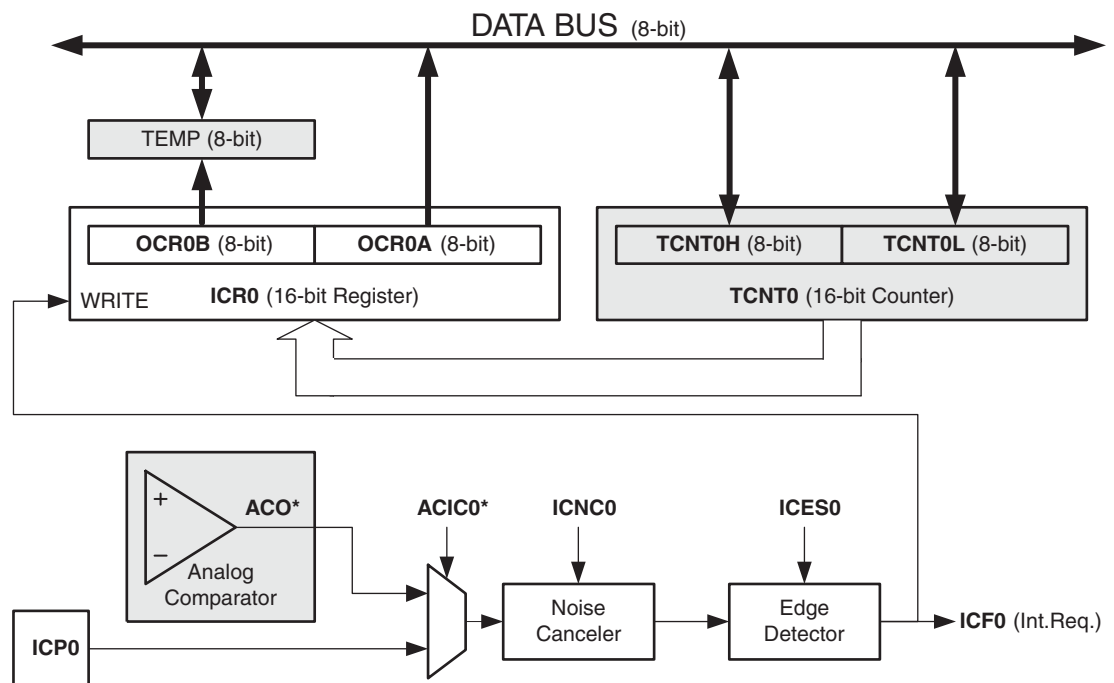 DATA BUS (8-bit)
TEMP (8-bit)
OCR0B (8-bit)
OCR0A (8-bit)
TCNT0H (8-bit)
TCNT0L (8-bit)
WRITE
ICR0 (16-bit Register)
TCNT0 (16-bit Counter)
+
−
ACO*
Analog
Comparator
ACIC0*
ICNC0
ICES0
ICP0
Noise
Canceler
Edge
Detector
ICF0 (Int.Req.)